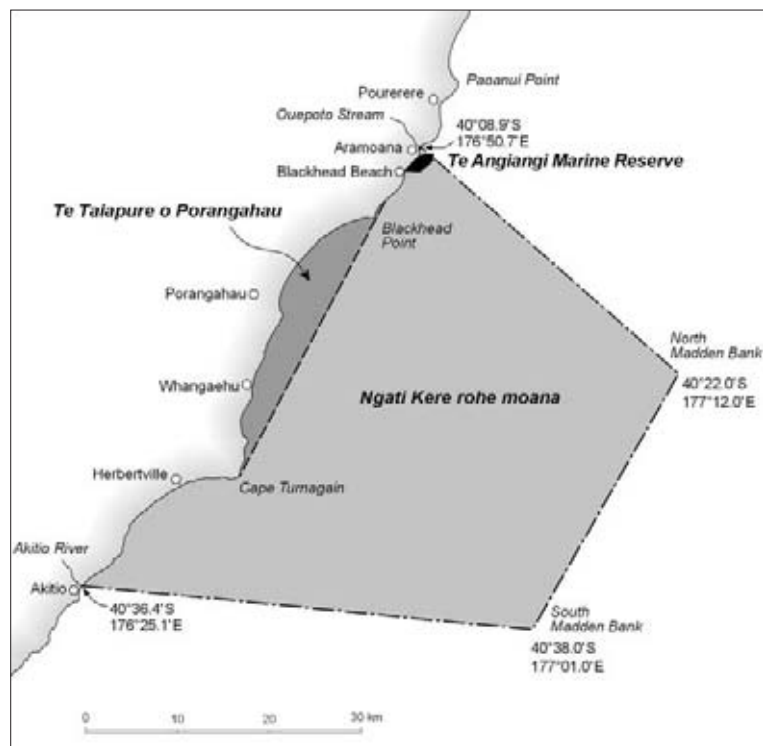 Paoanui Point
Pourerere
Ouepoto Stream
40°08.9'S
176°50.7'E
Aramoana
Te Angiangi Marine Reserve
Blackhead Beach
Te Taiapure o Porangahau
Blackhead
Point
Porangahau
North
Madden Bank
40°22.0'S
177°12.0'E
Whangaehu
Ngati Kere rohe moana
Herbertville
Cape Turnagain
Akitio River
Akitio
40°36.4'S
176°25.1'E
South
Madden Bank
40°38.0'S
177°01.0'E
0 10 20 30 km